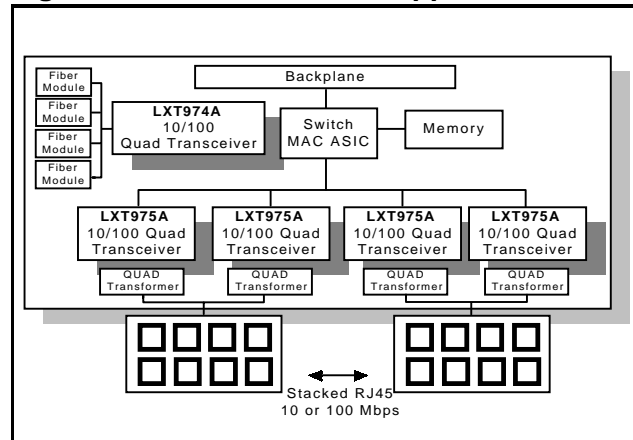 Fiber
Module
Fiber
Module
Fiber
Module
Fiber
Module
LXT974A
10/100
Quad Transceiver
Backplane
Switch
MAC ASIC
Memory
LXT975A
10/100 Quad
Transceiver
LXT975A
10/100 Quad
Transceiver
LXT975A
10/100 Quad
Transceiver
LXT975A
10/100 Quad
Transceiver
QUAD
Transformer
QUAD
Transformer
QUAD
Transformer
QUAD
Transformer
Stacked RJ45
10 or 100 Mbps